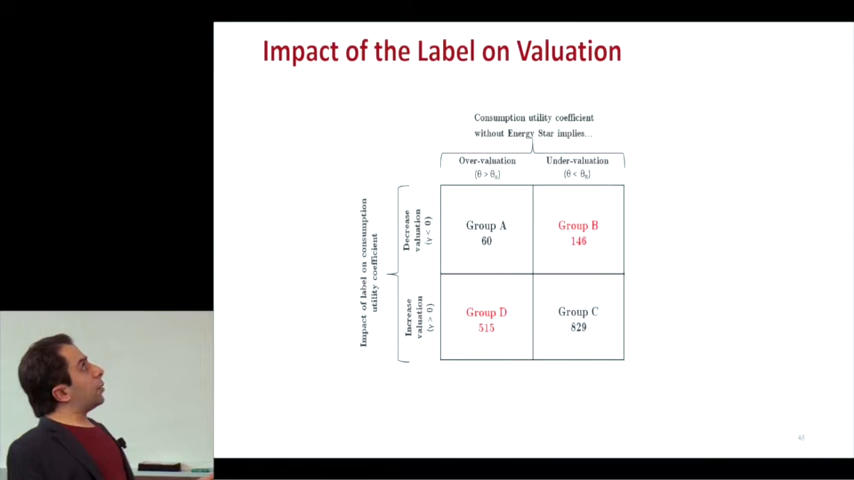 Impact of the Label on Valuation
Consumption utility coefficient
without Energy Star implies...
Over-valuation
(θ > θₙ)
Under-valuation
(θ < θₙ)
Impact of label on consumption
utility coefficient
Decrease
valuation
(γ < 0)
Group A
60
Group B
146
Increase
valuation
(γ > 0)
Group D
515
Group C
829